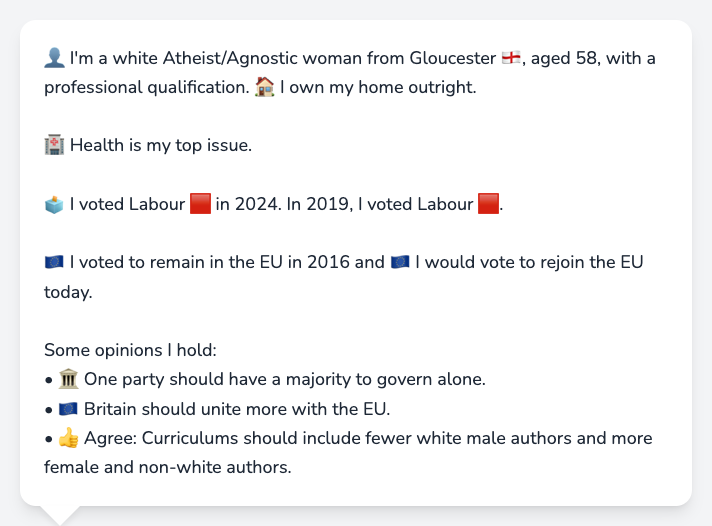 👤 I'm a white Atheist/Agnostic woman from Gloucester 🏴󠁧󠁢󠁥󠁮󠁧󠁿, aged 58, with a
professional qualification. 🏠 I own my home outright.
🏥 Health is my top issue.
🗳️ I voted Labour 🟥 in 2024. In 2019, I voted Labour 🟥.
🇪🇺 I voted to remain in the EU in 2016 and 🇪🇺 I would vote to rejoin the EU
today.
Some opinions I hold:
• 🏛️ One party should have a majority to govern alone.
• 🇪🇺 Britain should unite more with the EU.
• 👍 Agree: Curriculums should include fewer white male authors and more
female and non-white authors.